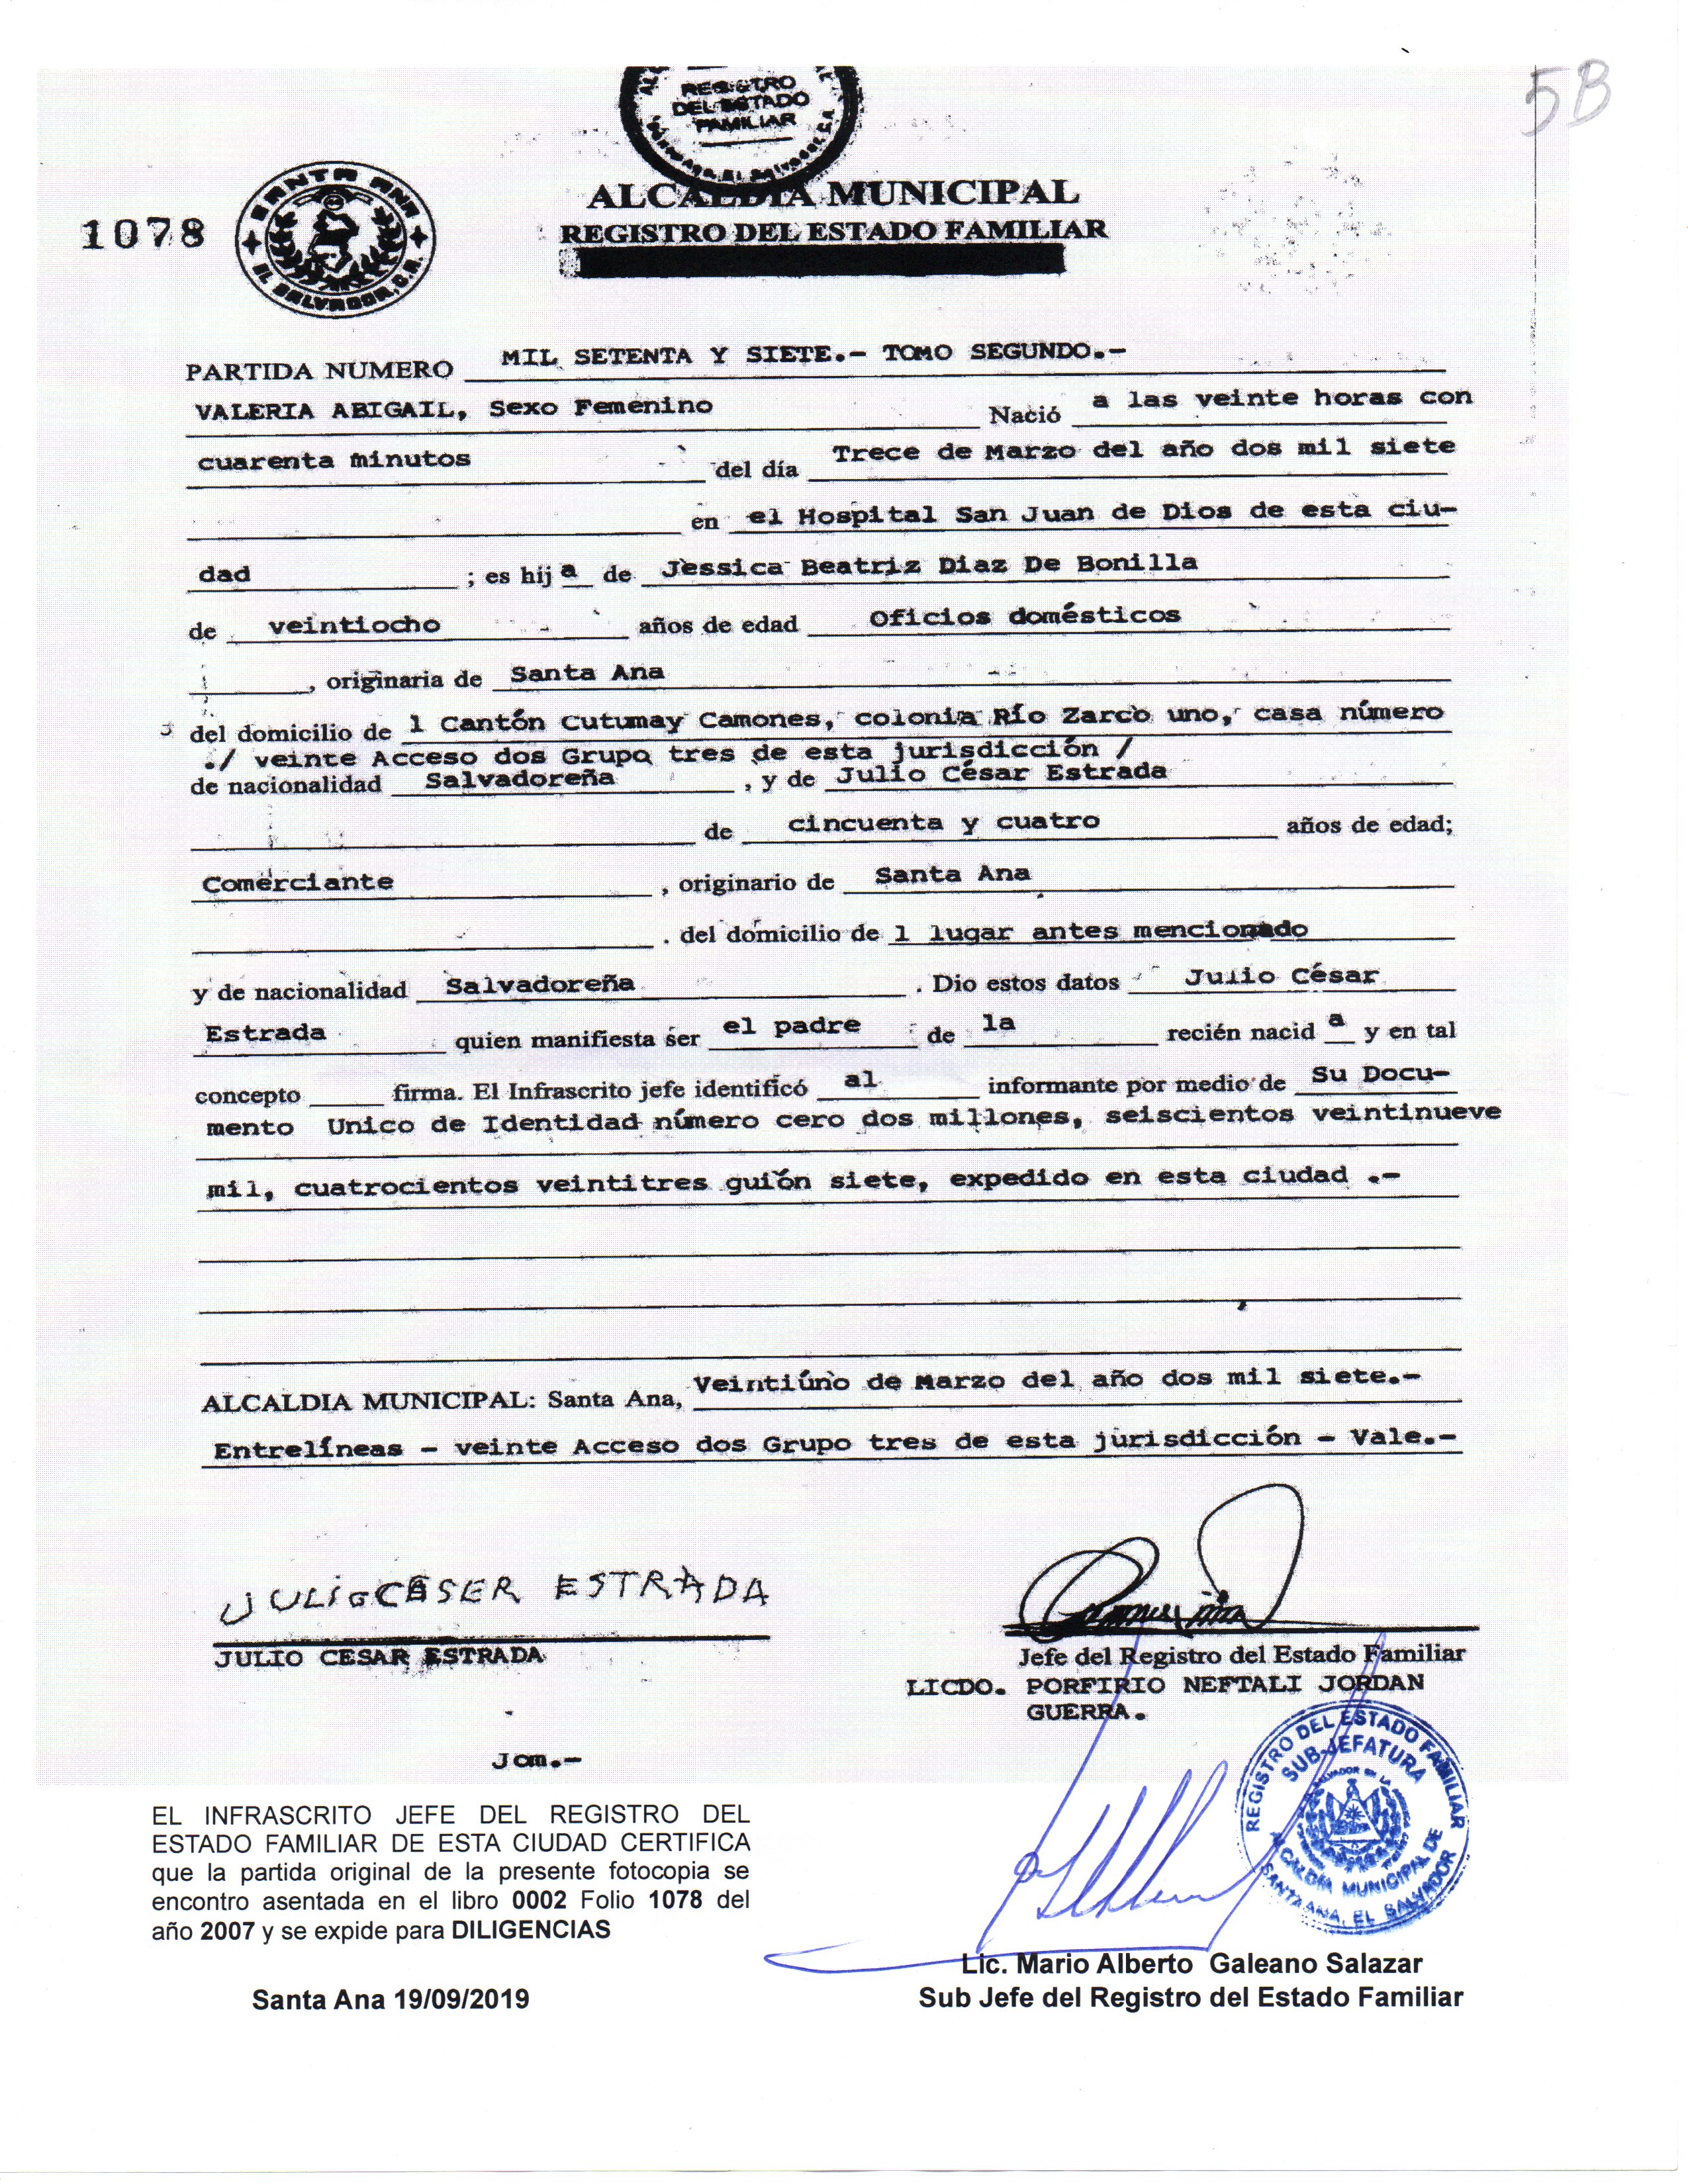 5B
REGISTRO
DEL ESTADO
FAMILIAR
SANTA ANA
EL SALVADOR, C.A.
1078
ALCALDIA MUNICIPAL
REGISTRO DEL ESTADO FAMILIAR
PARTIDA NUMERO MIL SETENTA Y SIETE.- TOMO SEGUNDO.-
VALERIA ABIGAIL, Sexo Femenino Nació a las veinte horas con
cuarenta minutos del día Trece de Marzo del año dos mil siete
en el Hospital San Juan de Dios de esta ciu-
dad ; es hija de Jessica Beatriz Diaz De Bonilla
de veintiocho años de edad Oficios domésticos
, originaria de Santa Ana
del domicilio de l Cantón Cutumay Camones, colonia Río Zarco uno, casa número
./ veinte Acceso dos Grupo tres de esta jurisdicción /
de nacionalidad Salvadoreña , y de Julio César Estrada
de cincuenta y cuatro años de edad;
Comerciante , originario de Santa Ana
. del domicilio de l lugar antes mencionado
y de nacionalidad Salvadoreña . Dio estos datos Julio César
Estrada quien manifiesta ser el padre de la recién nacida y en tal
concepto firma. El Infrascrito jefe identificó al informante por medio de Su Docu-
mento Unico de Identidad número cero dos millones, seiscientos veintinueve
mil, cuatrocientos veintitres guión siete, expedido en esta ciudad .-
ALCALDIA MUNICIPAL: Santa Ana, Veintiúno de Marzo del año dos mil siete.-
Entrelíneas - veinte Acceso dos Grupo tres de esta jurisdicción - Vale.-
JULIO CESER ESTRADA
JULIO CESAR ESTRADA
Jefe del Registro del Estado Familiar
LICDO. PORFIRIO NEFTALI JORDAN
GUERRA.
Jcm.-
REGISTRO DEL ESTADO FAMILIAR
SUB-JEFATURA
ALCALDIA MUNICIPAL DE
SANTA ANA, EL SALVADOR
EL INFRASCRITO JEFE DEL REGISTRO DEL
ESTADO FAMILIAR DE ESTA CIUDAD CERTIFICA
que la partida original de la presente fotocopia se
encontro asentada en el libro 0002 Folio 1078 del
año 2007 y se expide para DILIGENCIAS
Santa Ana 19/09/2019
Lic. Mario Alberto Galeano Salazar
Sub Jefe del Registro del Estado Familiar